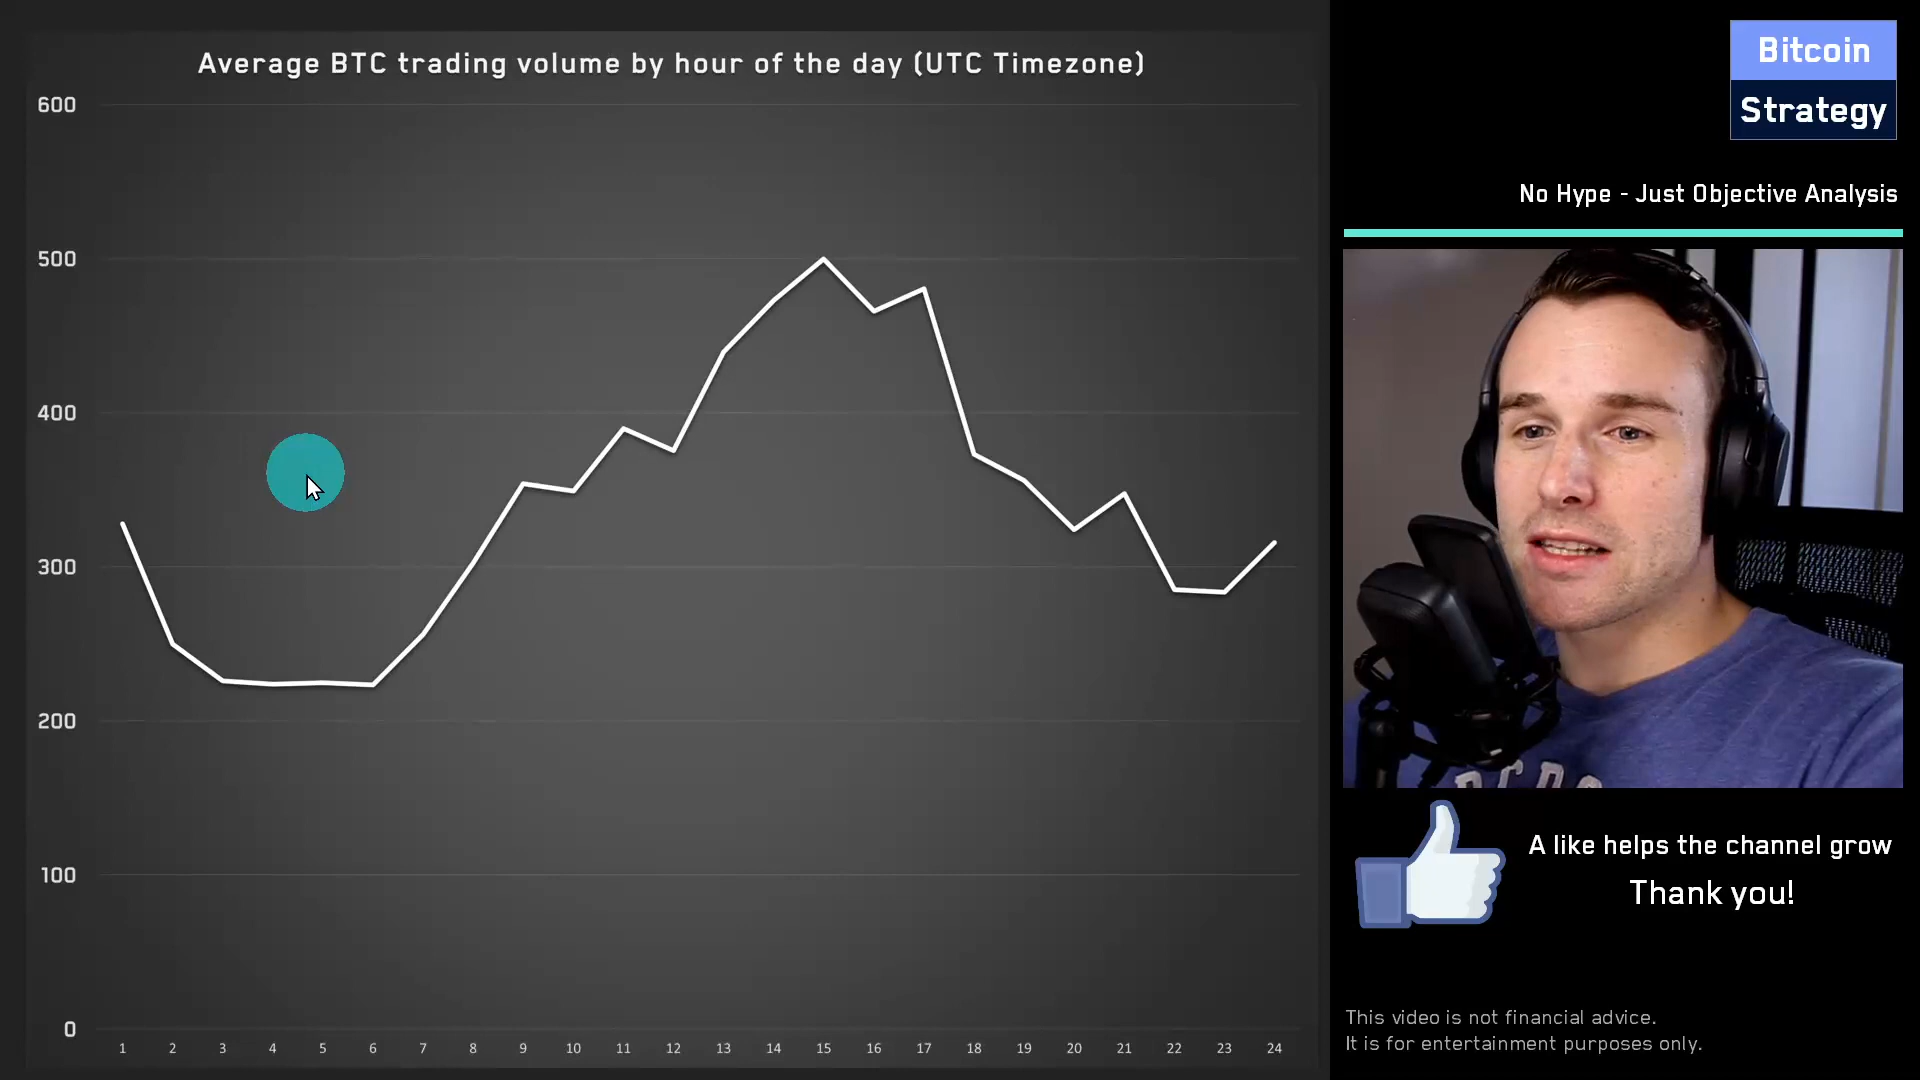 Average BTC trading volume by hour of the day (UTC Timezone)
600
500
400
300
200
100
0
1 2 3 4 5 6 7 8 9 10 11 12 13 14 15 16 17 18 19 20 21 22 23 24
Bitcoin
Strategy
No Hype - Just Objective Analysis
A like helps the channel grow
Thank you!
This video is not financial advice.
It is for entertainment purposes only.